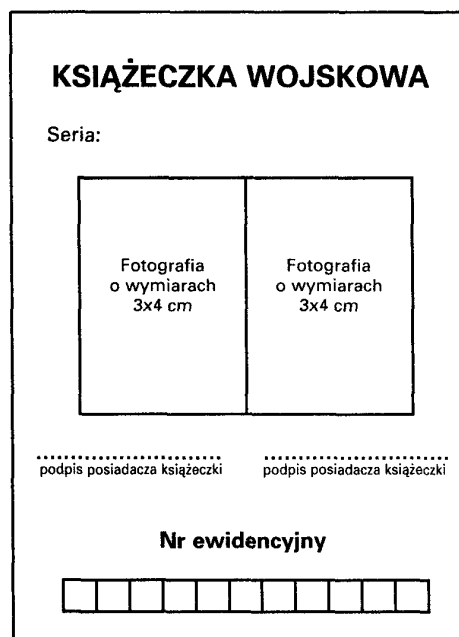 KSIĄŻECZKA WOJSKOWA
Seria:
Fotografia
o wymiarach
3x4 cm
Fotografia
o wymiarach
3x4 cm
podpis posiadacza książeczki
podpis posiadacza książeczki
Nr ewidencyjny